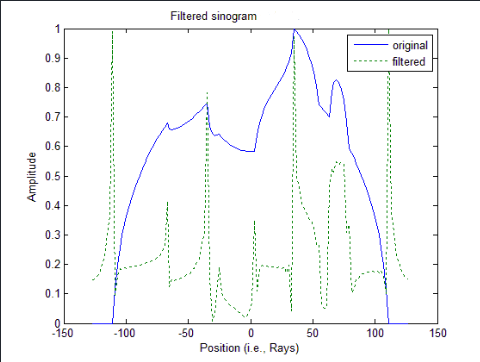 Filtered sinogram
original
filtered
1
0.9
0.8
0.7
0.6
0.5
0.4
0.3
0.2
0.1
0
Amplitude
-150 -100 -50 0 50 100 150
Position (i.e., Rays)